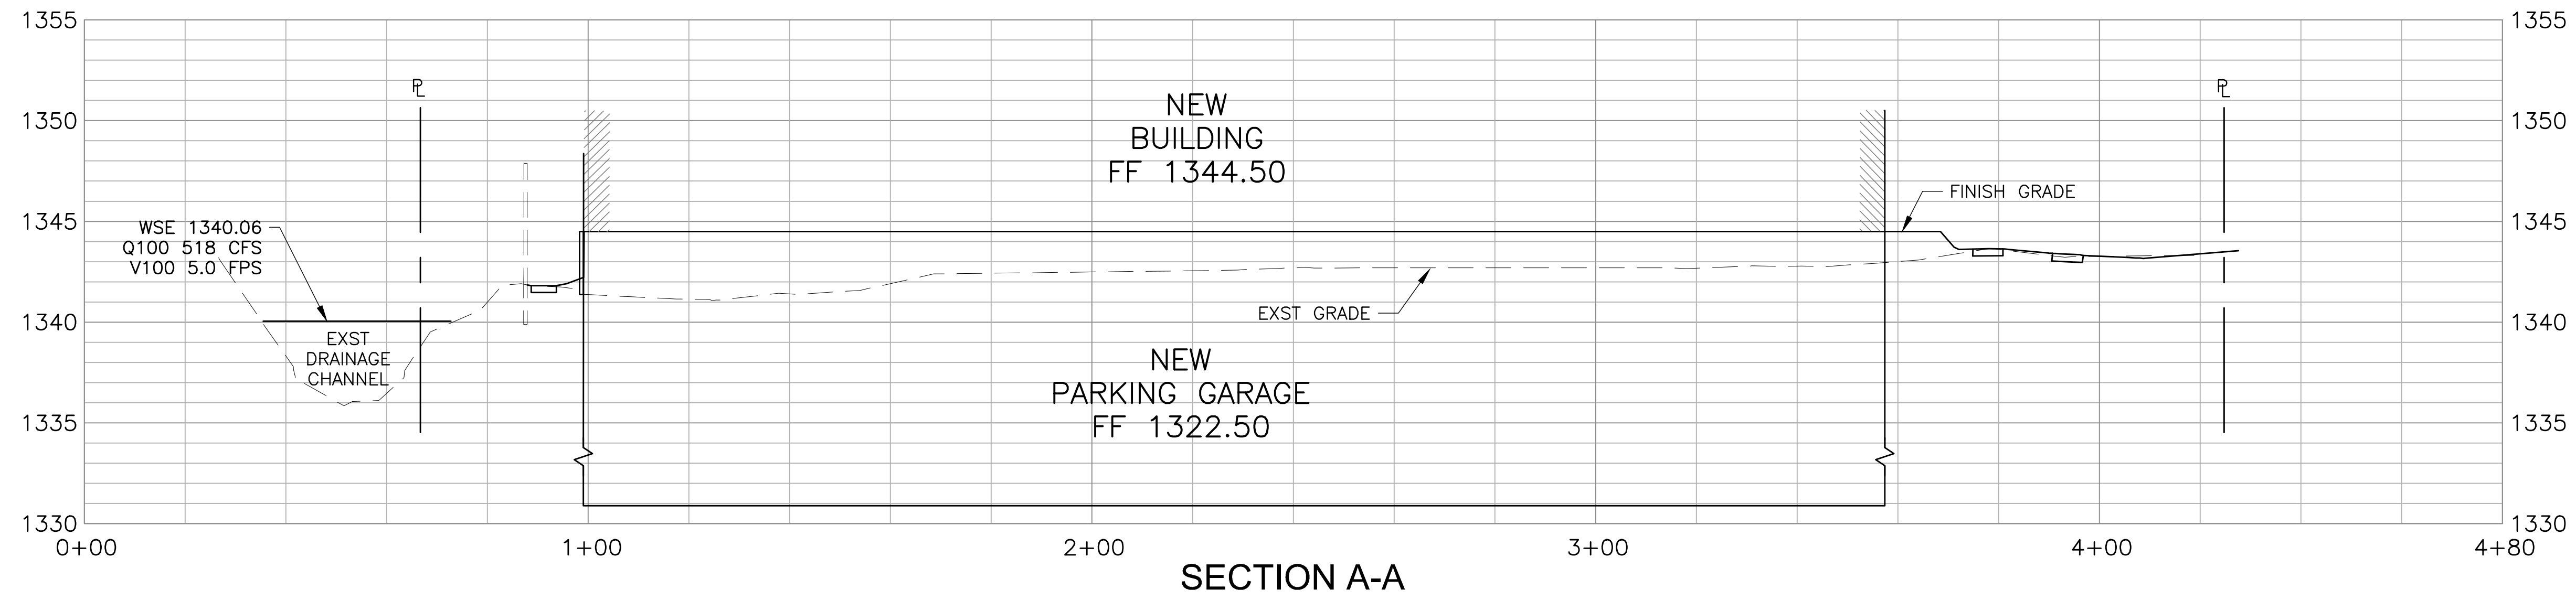 1355
1355
PL
PL
1350
1350
NEW
BUILDING
FF 1344.50
1345
1345
FINISH GRADE
WSE 1340.06
Q100 518 CFS
V100 5.0 FPS
EXST GRADE
1340
1340
EXST
DRAINAGE
CHANNEL
NEW
PARKING GARAGE
FF 1322.50
1335
1335
1330
1330
0+00
1+00
2+00
3+00
4+00
4+80
SECTION A-A